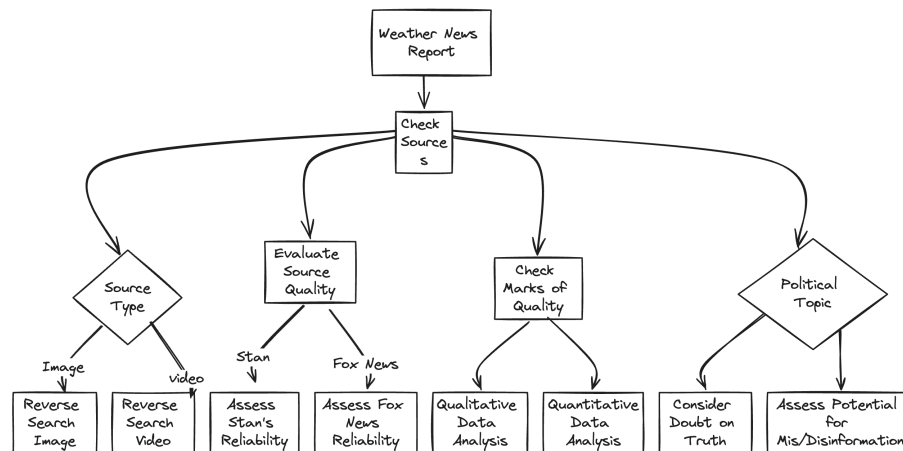 Weather News
Report
Check
Source
s
Source
Type
Evaluate
Source
Quality
Check
Marks of
Quality
Political
Topic
Image
video
Stan
Fox News
Reverse
Search
Image
Reverse
Search
Video
Assess
Stan's
Reliability
Assess Fox
News
Reliability
Qualitative
Data
Analysis
Quantitative
Data
Analysis
Consider
Doubt on
Truth
Assess Potential
for
Mis/Disinformation